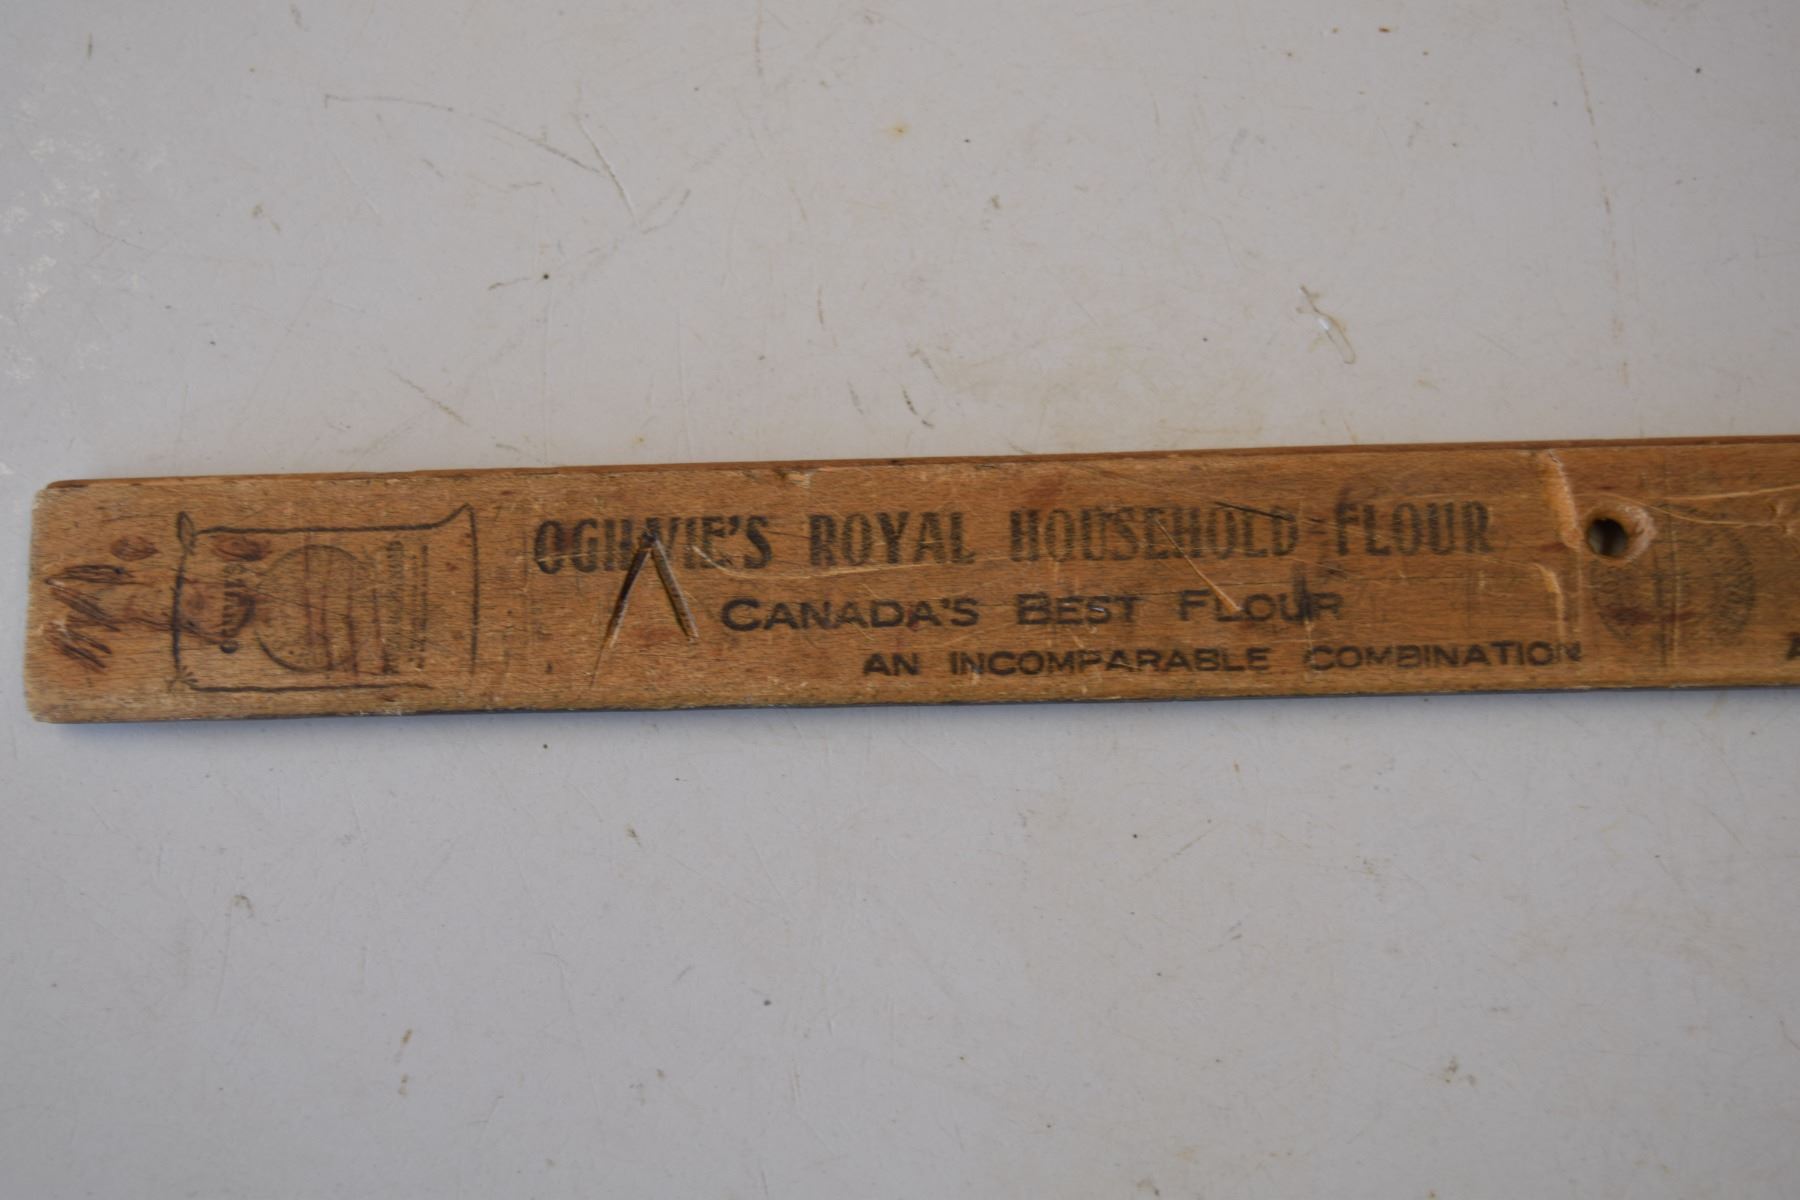 OGILVIE'S ROYAL HOUSEHOLD FLOUR
CANADA'S BEST FLOUR
AN INCOMPARABLE COMBINATION